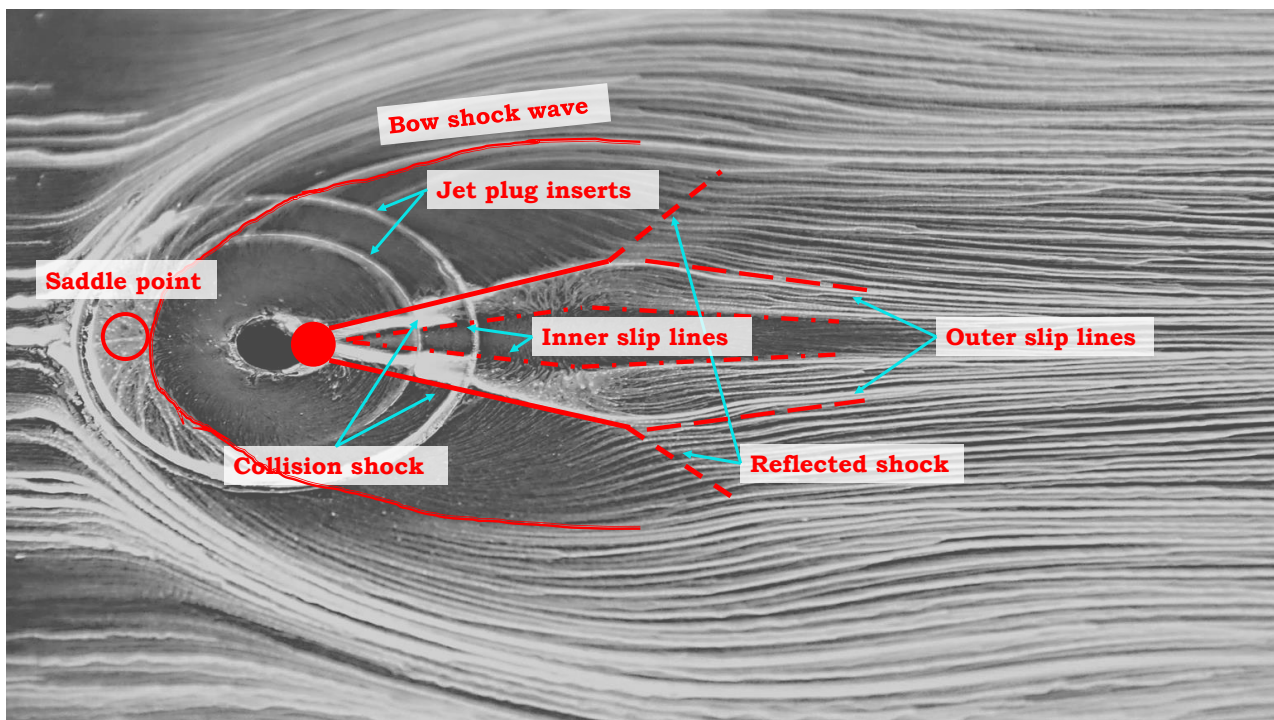 Bow shock wave
Jet plug inserts
Saddle point
Inner slip lines
Outer slip lines
Collision shock
Reflected shock